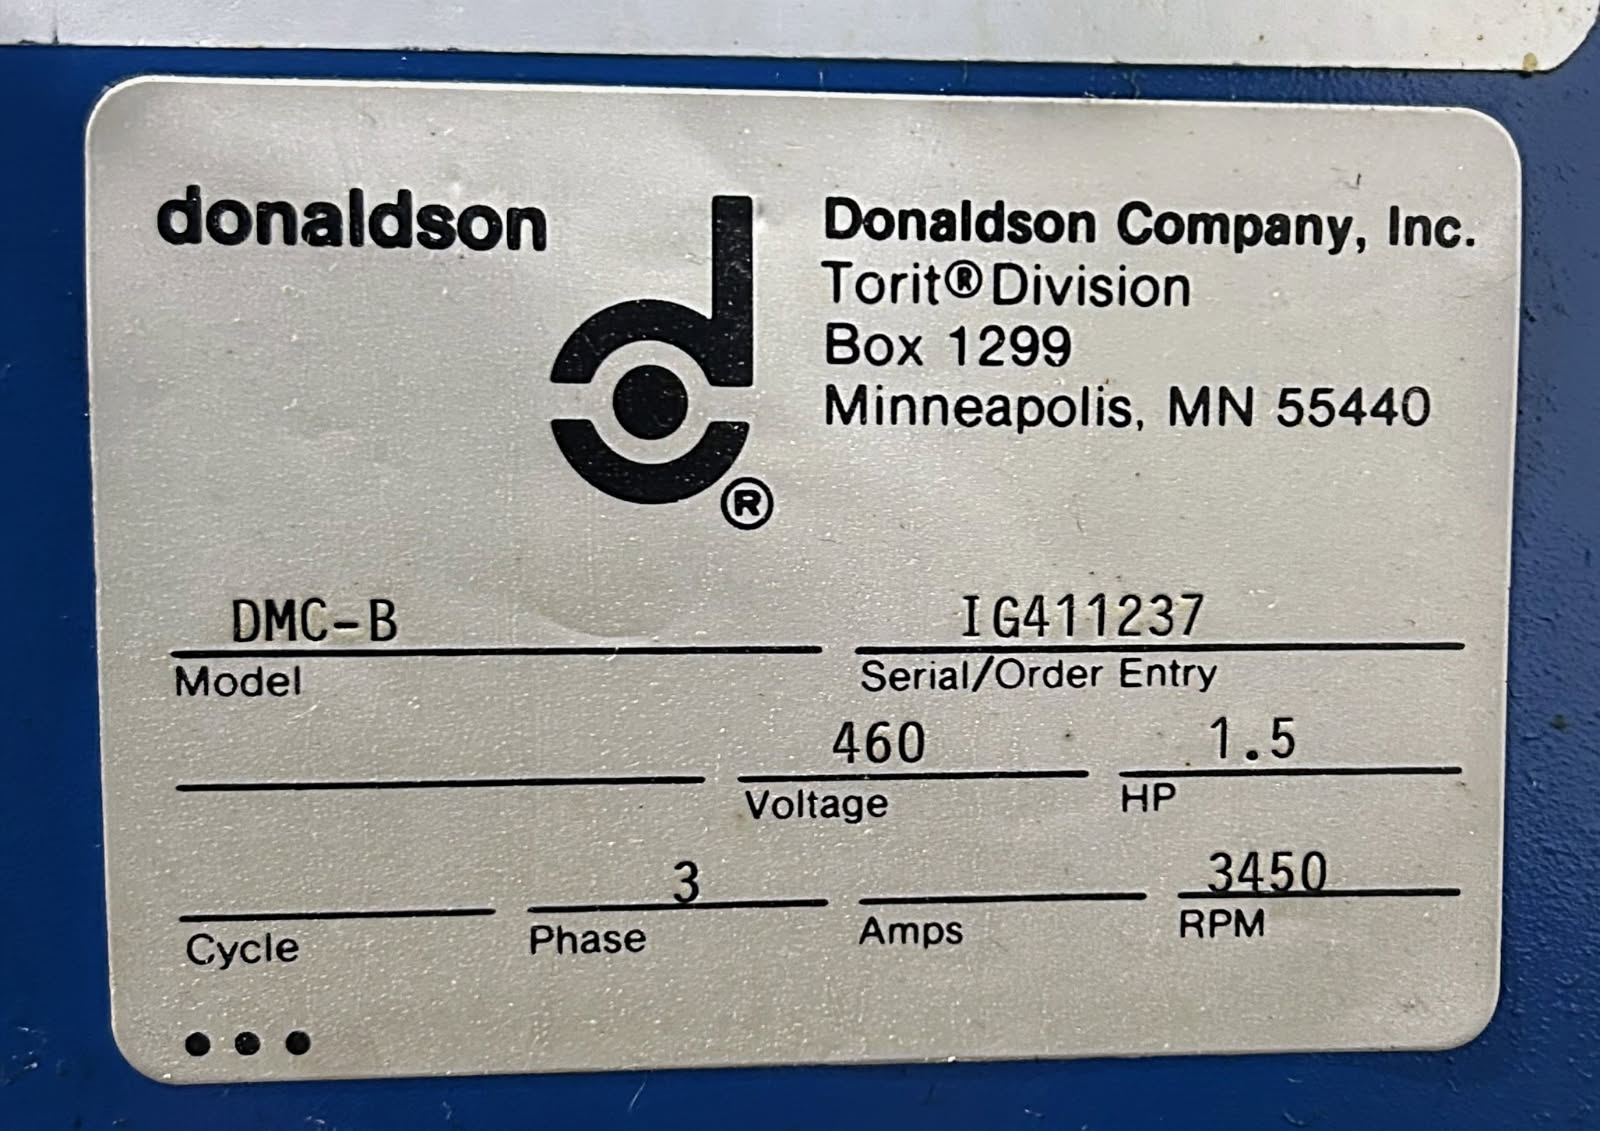 donaldson
Donaldson Company, Inc.
Torit® Division
Box 1299
Minneapolis, MN 55440
d®
DMC-B
Model
IG411237
Serial/Order Entry
460
Voltage
1.5
HP
Cycle
3
Phase
Amps
3450
RPM